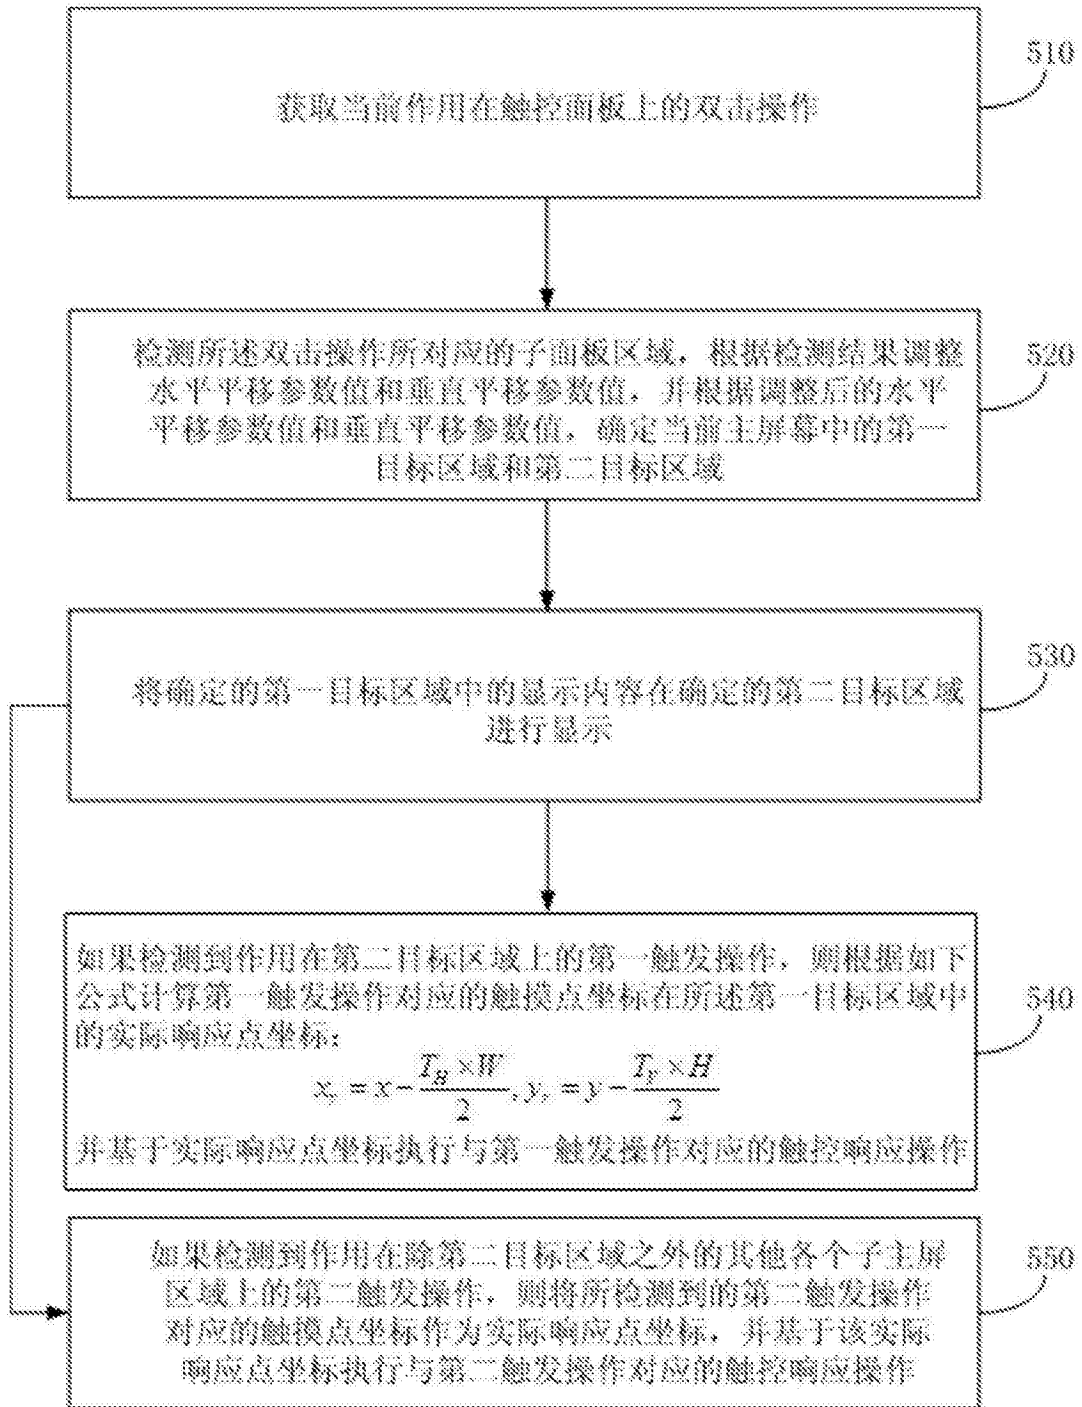 获取当前作用在触控面板上的双击操作
510
检测所述双击操作所对应的子面板区域，根据检测结果调整
水平平移参数值和垂直平移参数值，并根据调整后的水平
平移参数值和垂直平移参数值，确定当前主屏幕中的第一
目标区域和第二目标区域
520
将确定的第一目标区域中的显示内容在确定的第二目标区域
进行显示
530
如果检测到作用在第二目标区域上的第一触发操作，则根据如下
公式计算第一触发操作对应的触摸点坐标在所述第一目标区域中
的实际响应点坐标：
x_r = x - (T_H × W)/2, y_r = y - (T_V × H)/2
并基于实际响应点坐标执行与第一触发操作对应的触控响应操作
540
如果检测到作用在除第二目标区域之外的其他各个子主屏
区域上的第二触发操作，则将所检测到的第二触发操作
对应的触摸点坐标作为实际响应点坐标，并基于该实际
响应点坐标执行与第二触发操作对应的触控响应操作
550